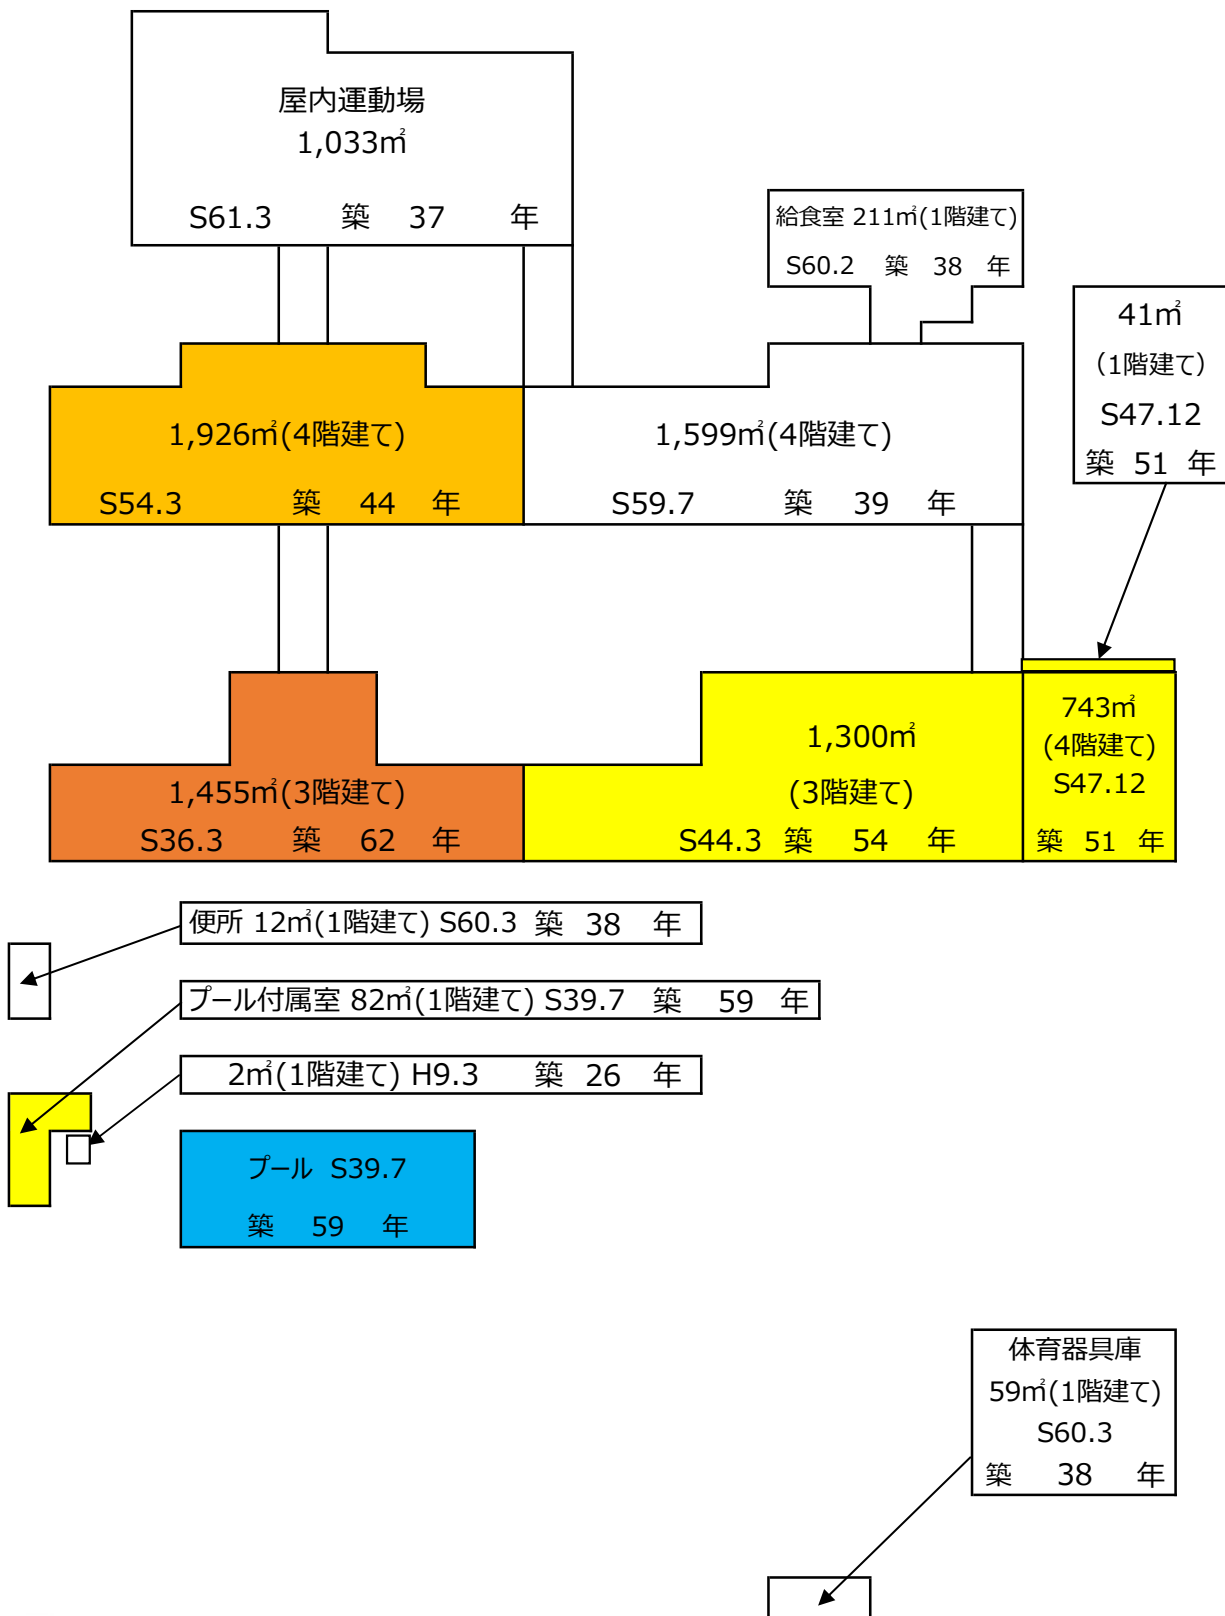 屋内運動場
1,033㎡
S61.3 築 37 年
給食室 211㎡(1階建て)
S60.2 築 38 年
41㎡
(1階建て)
S47.12
築 51 年
1,926㎡(4階建て)
S54.3 築 44 年
1,599㎡(4階建て)
S59.7 築 39 年
1,455㎡(3階建て)
S36.3 築 62 年
1,300㎡
(3階建て)
S44.3 築 54 年
743㎡
(4階建て)
S47.12
築 51 年
便所 12㎡(1階建て) S60.3 築 38 年
プール付属室 82㎡(1階建て) S39.7 築 59 年
2㎡(1階建て) H9.3 築 26 年
プール S39.7
築 59 年
体育器具庫
59㎡(1階建て)
S60.3
築 38 年